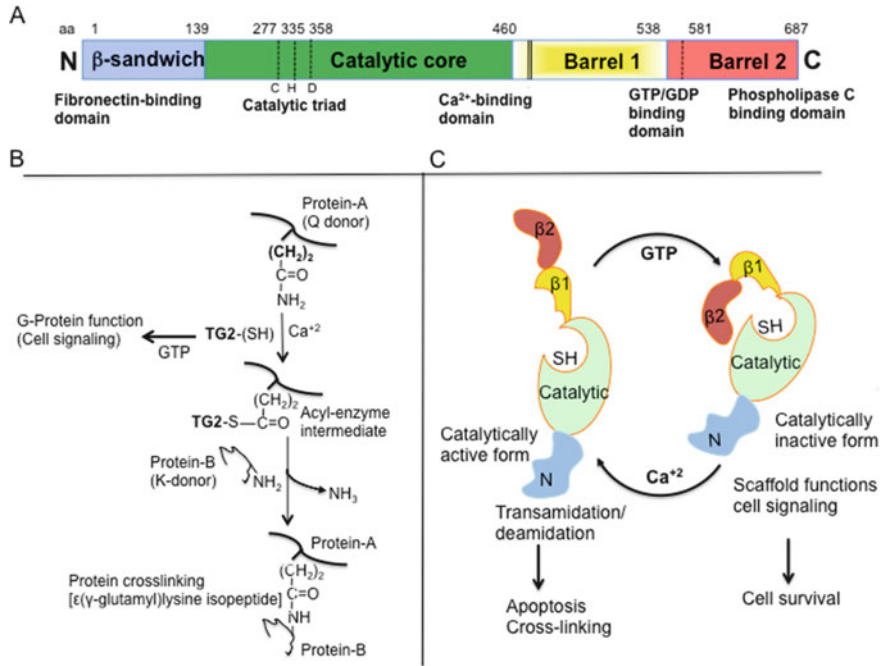 A
aa 1 139 277 335 358 460 538 581 687
N β-sandwich Catalytic core Barrel 1 Barrel 2 C
C H D
Fibronectin-binding
domain
Catalytic triad
Ca²⁺-binding
domain
GTP/GDP
binding
domain
Phospholipase C
binding domain
B
Protein-A
(Q donor)
(CH₂)₂
C=O
NH₂
G-Protein function
(Cell signaling)
GTP
TG2-(SH)
Ca⁺²
(CH₂)₂
TG2-S–C=O
Acyl-enzyme
intermediate
Protein-B
(K-donor)
NH₂
NH₃
Protein-A
(CH₂)₂
Protein crosslinking
[ε(γ-glutamyl)lysine isopeptide]
C=O
NH
Protein-B
C
β2
β1
SH
Catalytic
N
Catalytically
active form
GTP
β1
β2
SH
Catalytic
N
Catalytically
inactive form
Ca⁺²
Transamidation/
deamidation
Apoptosis
Cross-linking
Scaffold functions
cell signaling
Cell survival